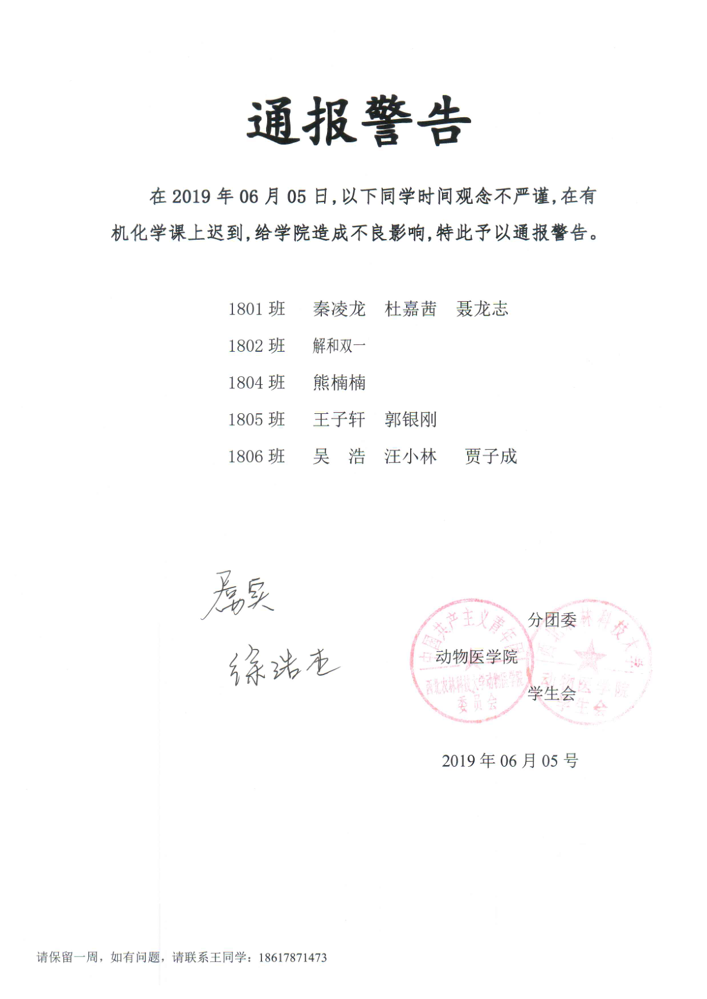 通报警告
在 2019 年 06 月 05 日,以下同学时间观念不严谨,在有
机化学课上迟到,给学院造成不良影响,特此予以通报警告。
1801 班 秦凌龙 杜嘉茜 聂龙志
1802 班 解和双一
1804 班 熊楠楠
1805 班 王子轩 郭银刚
1806 班 吴 浩 汪小林 贾子成
徐浩杰
分团委
动物医学院
学生会
中国共产主义青年团
西北农林科技大学动物医学院
委员会
西北农林科技大学
动物医学院
学生会
2019 年 06 月 05 号
请保留一周，如有问题，请联系王同学：18617871473